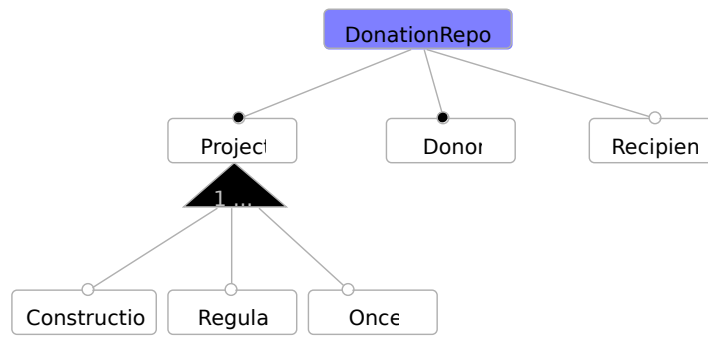 DonationRepo
Project Donor Recipien
1 ...
Constructio Regula Once